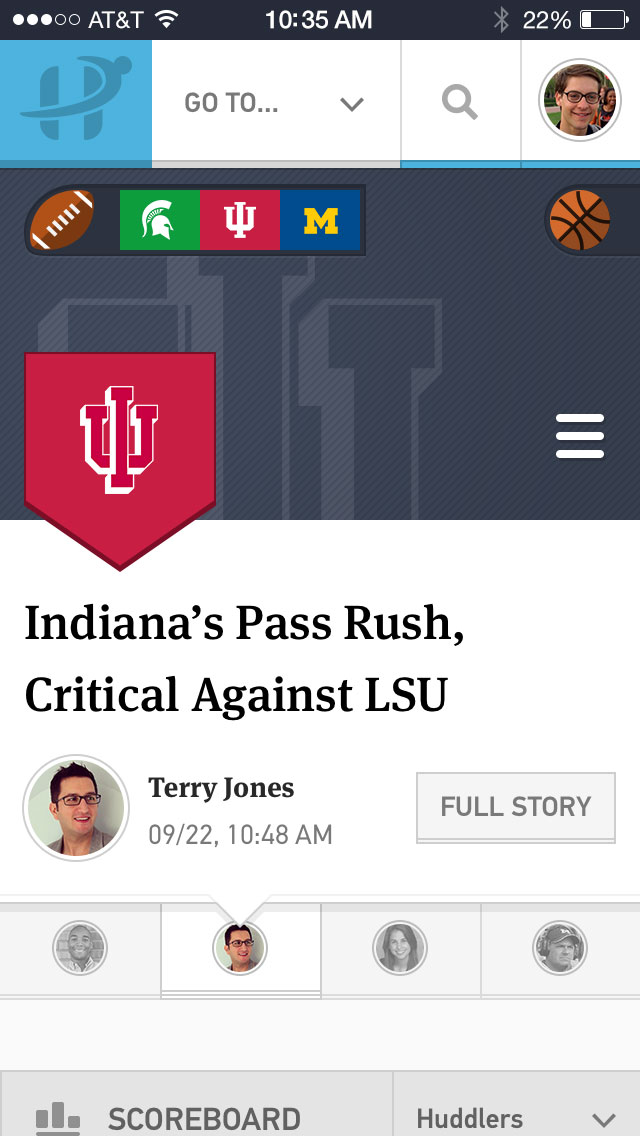 AT&T 10:35 AM 22%
GO TO...
M
Indiana’s Pass Rush,
Critical Against LSU
Terry Jones
09/22, 10:48 AM
FULL STORY
SCOREBOARD
Huddlers